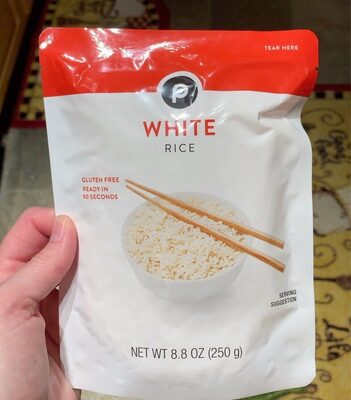 TEAR HERE
P
WHITE
RICE
GLUTEN FREE
READY IN
90 SECONDS
SERVING
SUGGESTION
NET WT 8.8 OZ (250 g)